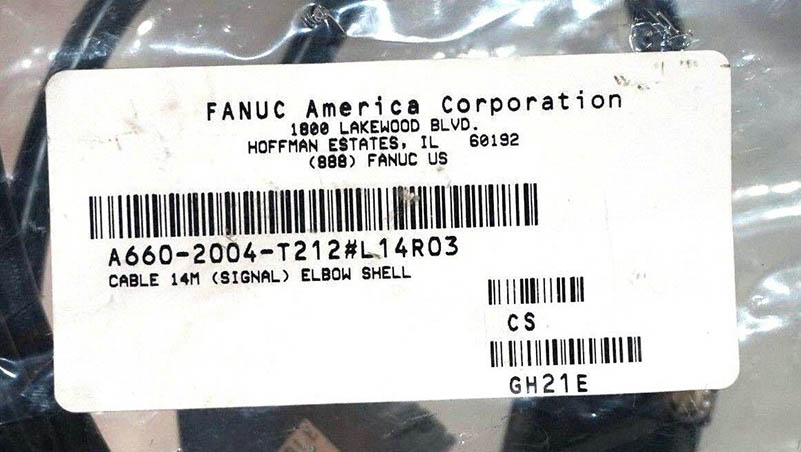 FANUC America Corporation
1800 LAKEWOOD BLVD.
HOFFMAN ESTATES, IL 60192
(888) FANUC US
A660-2004-T212#L14R03
CABLE 14M (SIGNAL) ELBOW SHELL
CS
GH21E